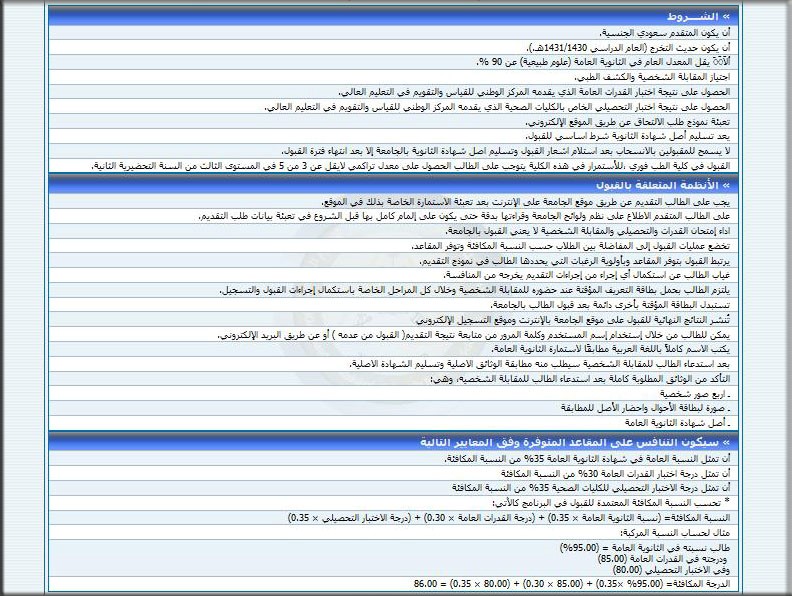 » الشـــروط
أن يكون المتقدم سعودي الجنسية.
أن يكون حديث التخرج (العام الدراسي 1431/1430هـ).
ألا يقل المعدل العام في الثانوية العامة (علوم طبيعية) عن 90 %.
اجتياز المقابلة الشخصية والكشف الطبي.
الحصول على نتيجة اختبار القدرات العامة الذي يقدمه المركز الوطني للقياس والتقويم في التعليم العالي.
الحصول على نتيجة اختبار التحصيلي الخاص بالكليات الصحية الذي يقدمه المركز الوطني للقياس والتقويم في التعليم العالي.
تعبئة نموذج طلب الالتحاق عن طريق الموقع الإلكتروني.
يعد تسليم أصل شهادة الثانوية شرط اساسي للقبول.
لا يسمح للمقبولين بالانسحاب بعد استلام اشعار القبول وتسليم اصل شهادة الثانوية بالجامعة إلا بعد انتهاء فترة القبول.
القبول في كلية الطب فوري ،للأستمرار في هذه الكلية يتوجب على الطالب الحصول على معدل تراكمي لايقل عن 3 من 5 في المستوى الثالث من السنة التحضيرية الثانية.
» الأنظمة المتعلقة بالقبول
يجب على الطالب التقديم عن طريق موقع الجامعة على الإنترنت بعد تعبئة الاستمارة الخاصة بذلك في الموقع.
على الطالب المتقدم الاطلاع على نظم ولوائح الجامعة وقراءتها بدقة حتى يكون على إلمام كامل بها قبل الشروع في تعبئة بيانات طلب التقديم.
اداء إمتحان القدرات والتحصيلي والمقابلة الشخصية لا يعني القبول بالجامعة.
تخضع عمليات القبول إلى المفاضلة بين الطلاب حسب النسبة المكافئة وتوفر المقاعد.
يرتبط القبول بتوفر المقاعد وبأولوية الرغبات التي يحددها الطالب في نموذج التقديم.
غياب الطالب عن استكمال أي إجراء من إجراءات التقديم يخرجه من المنافسة.
يلتزم الطالب بحمل بطاقة التعريف المؤقتة عند حضوره للمقابلة الشخصية وخلال كل المراحل الخاصة باستكمال إجراءات القبول والتسجيل.
تستبدل البطاقة المؤقتة بأخرى دائمة بعد قبول الطالب بالجامعة.
تُنشر النتائج النهائية للقبول على موقع الجامعة بالإنترنت وموقع التسجيل الإلكتروني
يمكن للطالب من خلال إستخدام إسم المستخدم وكلمة المرور من متابعة نتيجة التقديم( القبول من عدمه ) أو عن طريق البريد الإلكتروني.
يكتب الاسم كاملاً باللغة العربية مطابقًا لاستمارة الثانوية العامة.
بعد استدعاء الطالب للمقابلة الشخصية سيطلب منه مطابقة الوثائق الاصلية وتسليم الشهادة الاصلية.
التأكد من الوثائق المطلوبة كاملة بعد استدعاء الطالب للمقابلة الشخصيه، وهي:
ـ اربع صور شخصية
ـ صورة لبطاقة الأحوال واحضار الأصل للمطابقة
ـ أصل شهادة الثانوية العامة
» سيكون التنافس على المقاعد المتوفرة وفق المعايير التالية
أن تمثل النسبة العامة في شهادة الثانوية العامة 35% من النسبة المكافئة.
أن تمثل درجة اختبار القدرات العامة 30% من النسبة المكافئة
أن تمثل درجة الاختبار التحصيلي للكليات الصحية 35% من النسبة المكافئة
* تحسب النسبة المكافئة المعتمدة للقبول في البرنامج كالأتي:
النسبة المكافئة= (نسبة الثانوية العامة × 0.35) + (درجة القدرات العامة × 0.30) + (درجة الاختبار التحصيلي × 0.35)
مثال لحساب النسبة المركبة:
طالب نسبته في الثانوية العامة = (95.00%)
ودرجته في القدرات العامة (85.00)
وفي الاختبار التحصيلي (80.00)
الدرجة المكافئة= (95.00% ×0.35) + (85.00 × 0.30) + (80.00 × 0.35) = 86.00